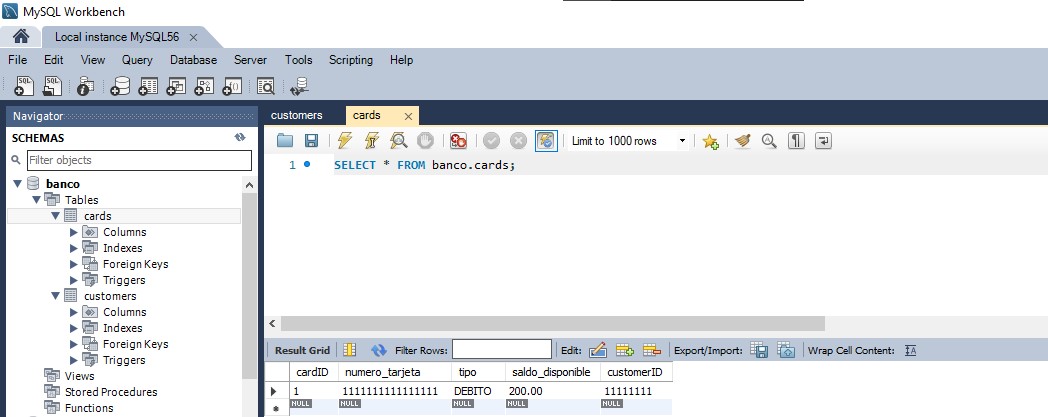 MySQL Workbench
Local instance MySQL56 ×
File Edit View Query Database Server Tools Scripting Help
Navigator
SCHEMAS
Filter objects
banco
Tables
cards
Columns
Indexes
Foreign Keys
Triggers
customers
Columns
Indexes
Foreign Keys
Triggers
Views
Stored Procedures
Functions
customers cards ×
Limit to 1000 rows
1 SELECT * FROM banco.cards;
Result Grid Filter Rows: Edit: Export/Import: Wrap Cell Content:
cardID numero_tarjeta tipo saldo_disponible customerID
1 1111111111111111 DEBITO 200.00 11111111
NULL NULL NULL NULL NULL